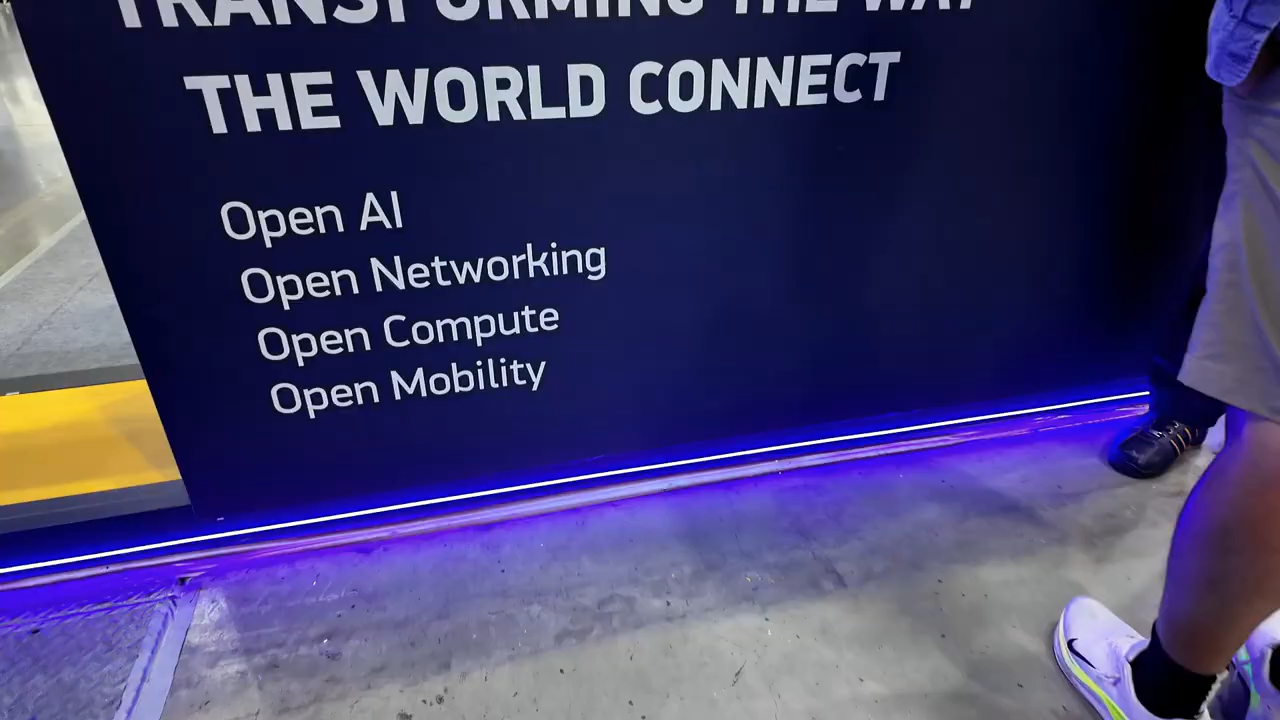 TRANSFORMING THE WAY
THE WORLD CONNECT
Open AI
Open Networking
Open Compute
Open Mobility